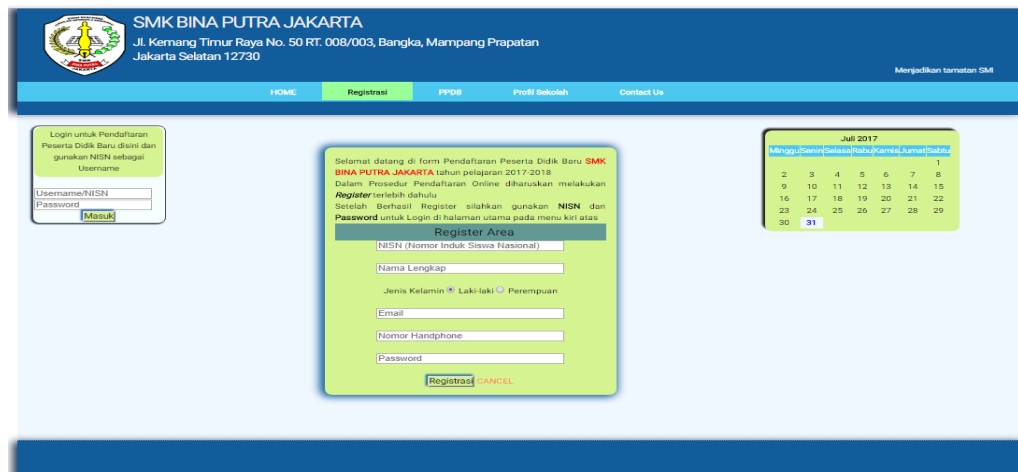 SMK BINA PUTRA JAKARTA
Jl. Kemang Timur Raya No. 50 RT. 008/003, Bangka, Mampang Prapatan
Jakarta Selatan 12730
Menjadikan tamatan SMI
HOME Registrasi PPDB Profil Sekolah Contact Us
Login untuk Pendaftaran
Peserta Didik Baru disini dan
gunakan NISN sebagai
Username
Username/NISN
Password
Masuk
Selamat datang di form Pendaftaran Peserta Didik Baru SMK
BINA PUTRA JAKARTA tahun pelajaran 2017-2018
Dalam Prosedur Pendaftaran Online diharuskan melakukan
Register terlebih dahulu
Setelah Berhasil Register silahkan gunakan NISN dan
Password untuk Login di halaman utama pada menu kiri atas
Register Area
NISN (Nomor Induk Siswa Nasional)
Nama Lengkap
Jenis Kelamin Laki-laki Perempuan
Email
Nomor Handphone
Password
Registrasi CANCEL
Juli 2017
Minggu Senin Selasa Rabu Kamis Jumat Sabtu
1
2 3 4 5 6 7 8
9 10 11 12 13 14 15
16 17 18 19 20 21 22
23 24 25 26 27 28 29
30 31